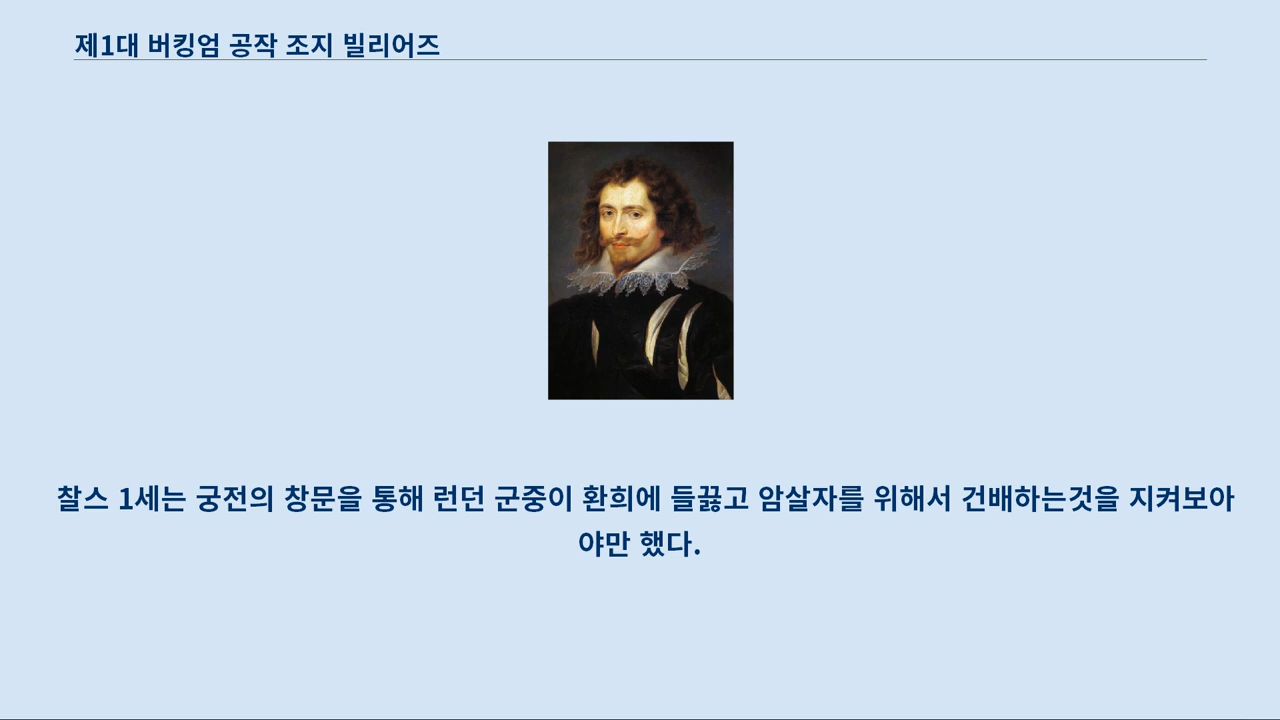 제1대 버킹엄 공작 조지 빌리어즈
찰스 1세는 궁전의 창문을 통해 런던 군중이 환희에 들끓고 암살자를 위해서 건배하는것을 지켜보아
야만 했다.